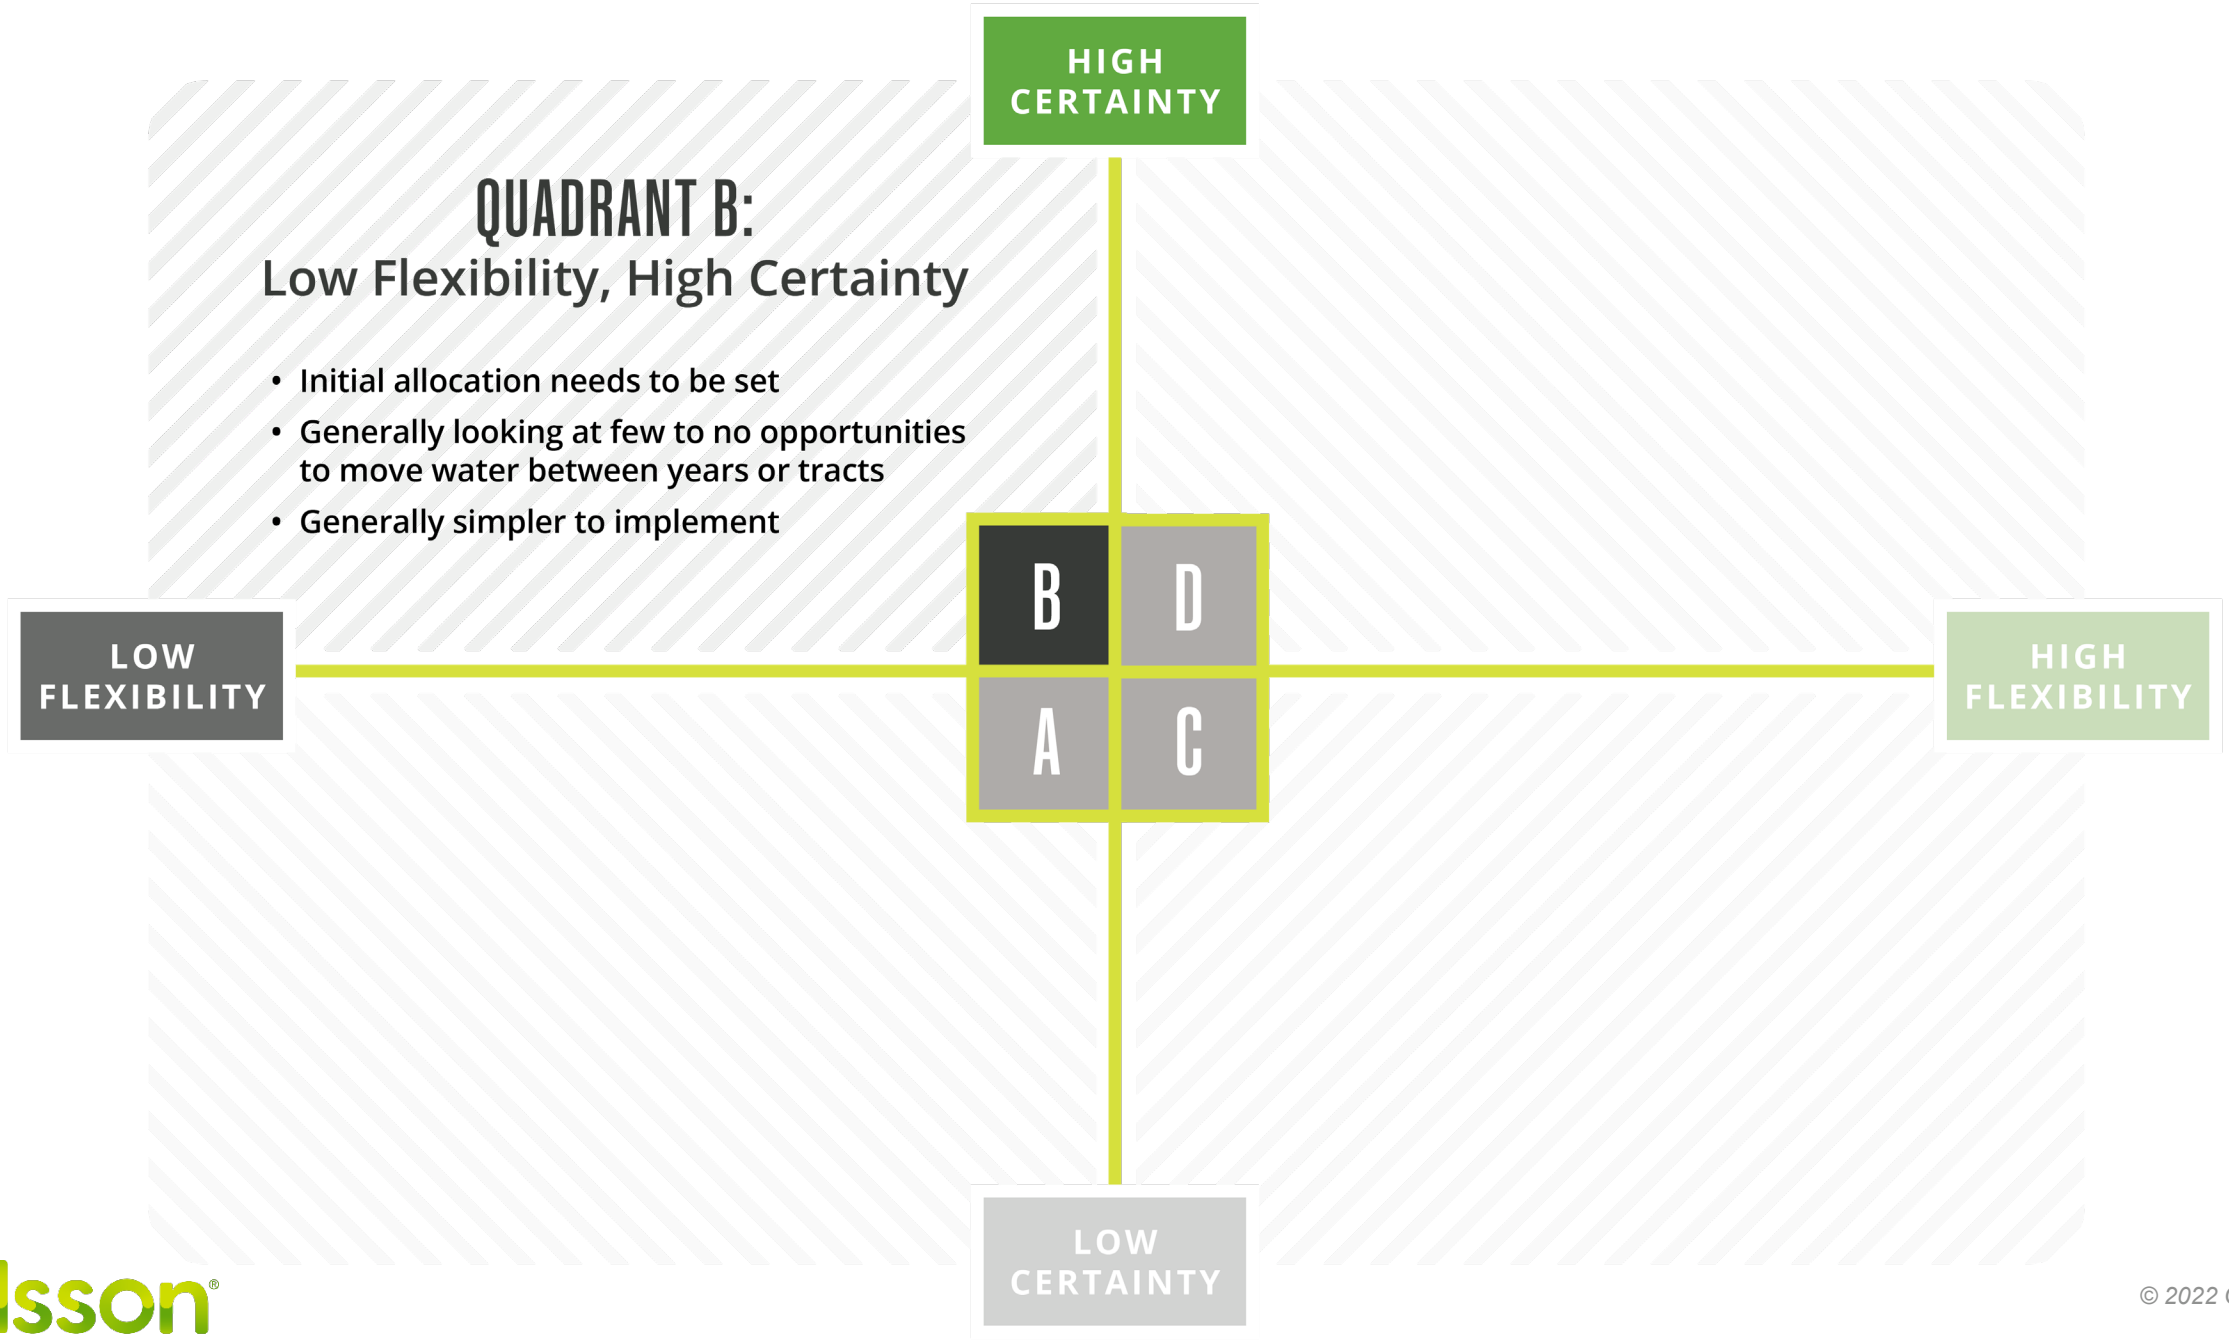 HIGH
CERTAINTY
QUADRANT B:
Low Flexibility, High Certainty
• Initial allocation needs to be set
• Generally looking at few to no opportunities
to move water between years or tracts
• Generally simpler to implement
B
D
LOW
FLEXIBILITY
HIGH
FLEXIBILITY
A
C
LOW
CERTAINTY
lsson®
© 2022